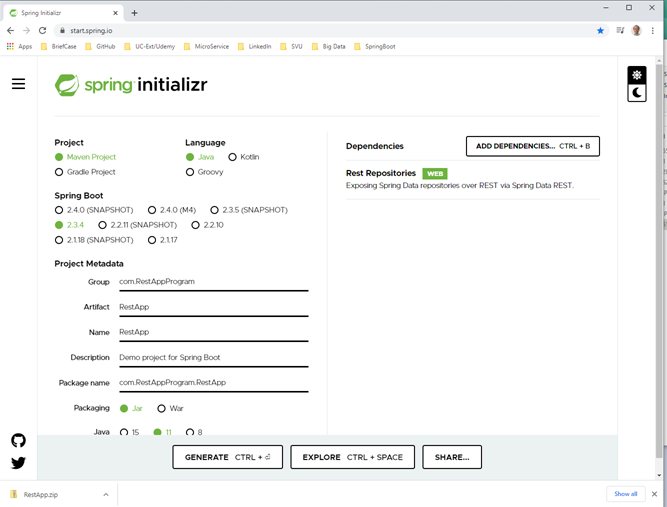 Spring Initializr
start.spring.io
Apps BriefCase GitHub UC-Ext/Udemy MicroService LinkedIn SVU Big Data SpringBoot
spring initializr
Project
Maven Project
Gradle Project
Language
Java Kotlin
Groovy
Spring Boot
2.4.0 (SNAPSHOT) 2.4.0 (M4) 2.3.5 (SNAPSHOT)
2.3.4 2.2.11 (SNAPSHOT) 2.2.10
2.1.18 (SNAPSHOT) 2.1.17
Project Metadata
Group com.RestAppProgram
Artifact RestApp
Name RestApp
Description Demo project for Spring Boot
Package name com.RestAppProgram.RestApp
Packaging Jar War
Java 15 11 8
Dependencies ADD DEPENDENCIES... CTRL + B
Rest Repositories WEB
Exposing Spring Data repositories over REST via Spring Data REST.
GENERATE CTRL + ⏎ EXPLORE CTRL + SPACE SHARE...
RestApp.zip Show all